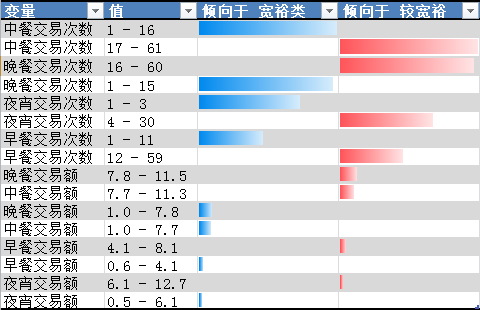 变量 值 倾向于 宽裕类 倾向于 较宽裕
中餐交易次数 1 - 16
中餐交易次数 17 - 61
晚餐交易次数 16 - 60
晚餐交易次数 1 - 15
夜宵交易次数 1 - 3
夜宵交易次数 4 - 30
早餐交易次数 1 - 11
早餐交易次数 12 - 59
晚餐交易额 7.8 - 11.5
中餐交易额 7.7 - 11.3
晚餐交易额 1.0 - 7.8
中餐交易额 1.0 - 7.7
早餐交易额 4.1 - 8.1
早餐交易额 0.6 - 4.1
夜宵交易额 6.1 - 12.7
夜宵交易额 0.5 - 6.1